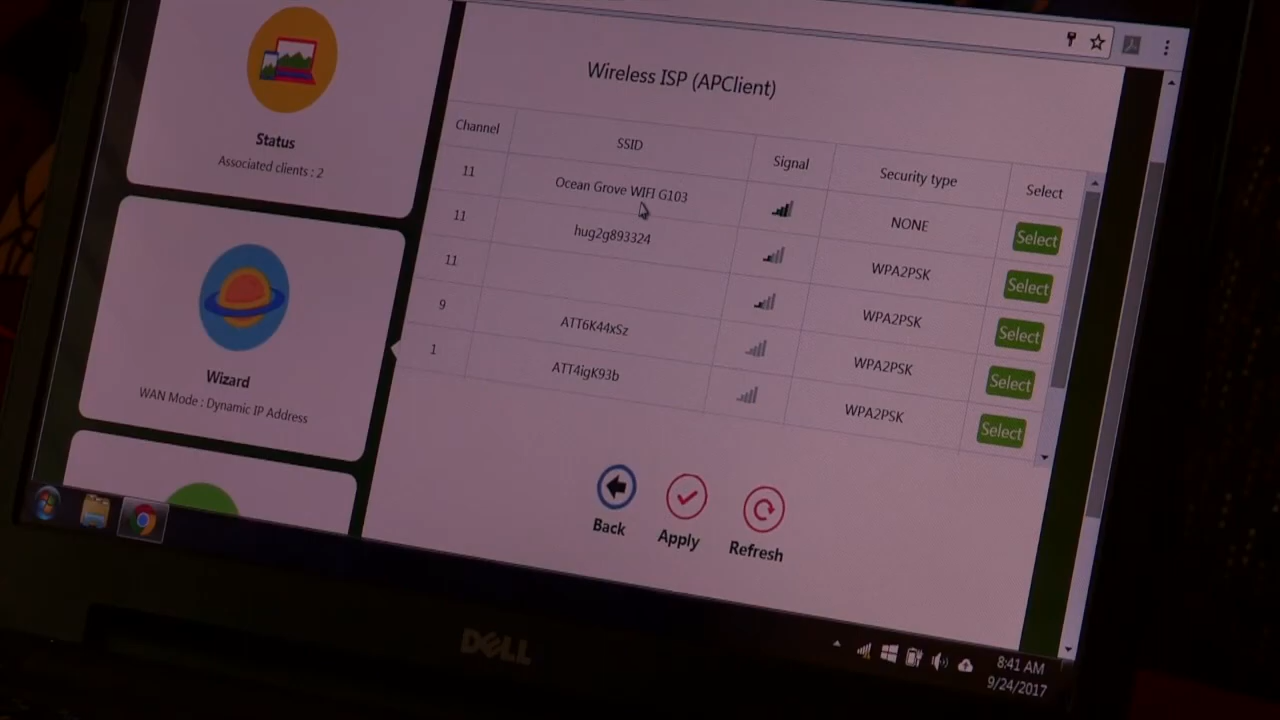 Wireless ISP (APClient)
Channel SSID Signal Security type Select
11 Ocean Grove WIFI G103 NONE Select
11 hug2g893324 WPA2PSK Select
11 WPA2PSK Select
9 ATT6K44xSz WPA2PSK Select
1 ATT4igK93b WPA2PSK Select
Back Apply Refresh
Status
Associated clients : 2
Wizard
WAN Mode : Dynamic IP Address
8:41 AM
9/24/2017
DELL